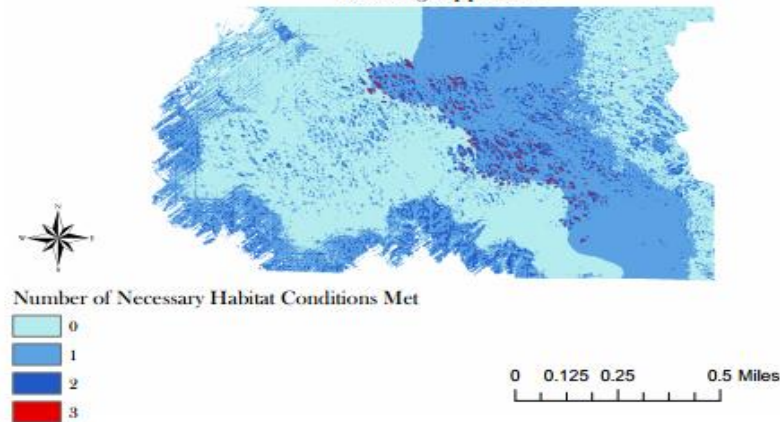 N
W E
S
Number of Necessary Habitat Conditions Met
0
1
2
3
0 0.125 0.25 0.5 Miles